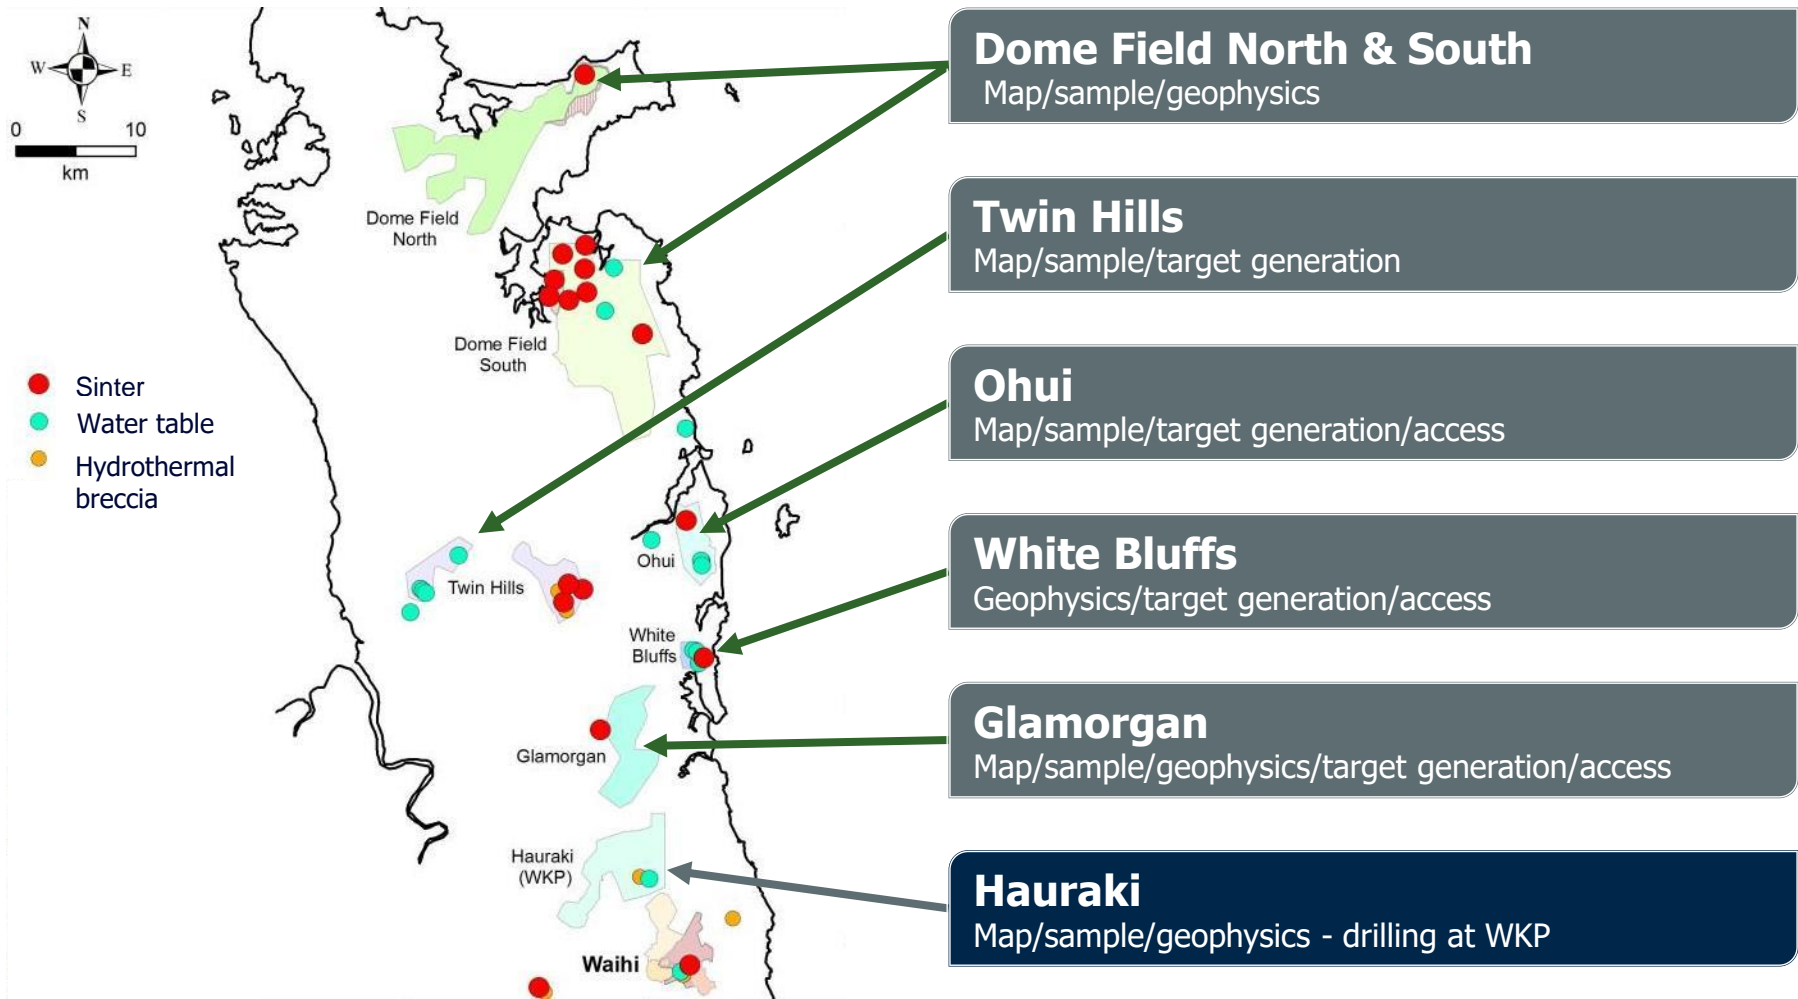 N
W
E
S
0
10
km
Dome Field
North
Dome Field
South
Sinter
Water table
Hydrothermal
breccia
Twin Hills
Ohui
White
Bluffs
Glamorgan
Hauraki
(WKP)
Waihi
Dome Field North & South
Map/sample/geophysics
Twin Hills
Map/sample/target generation
Ohui
Map/sample/target generation/access
White Bluffs
Geophysics/target generation/access
Glamorgan
Map/sample/geophysics/target generation/access
Hauraki
Map/sample/geophysics - drilling at WKP